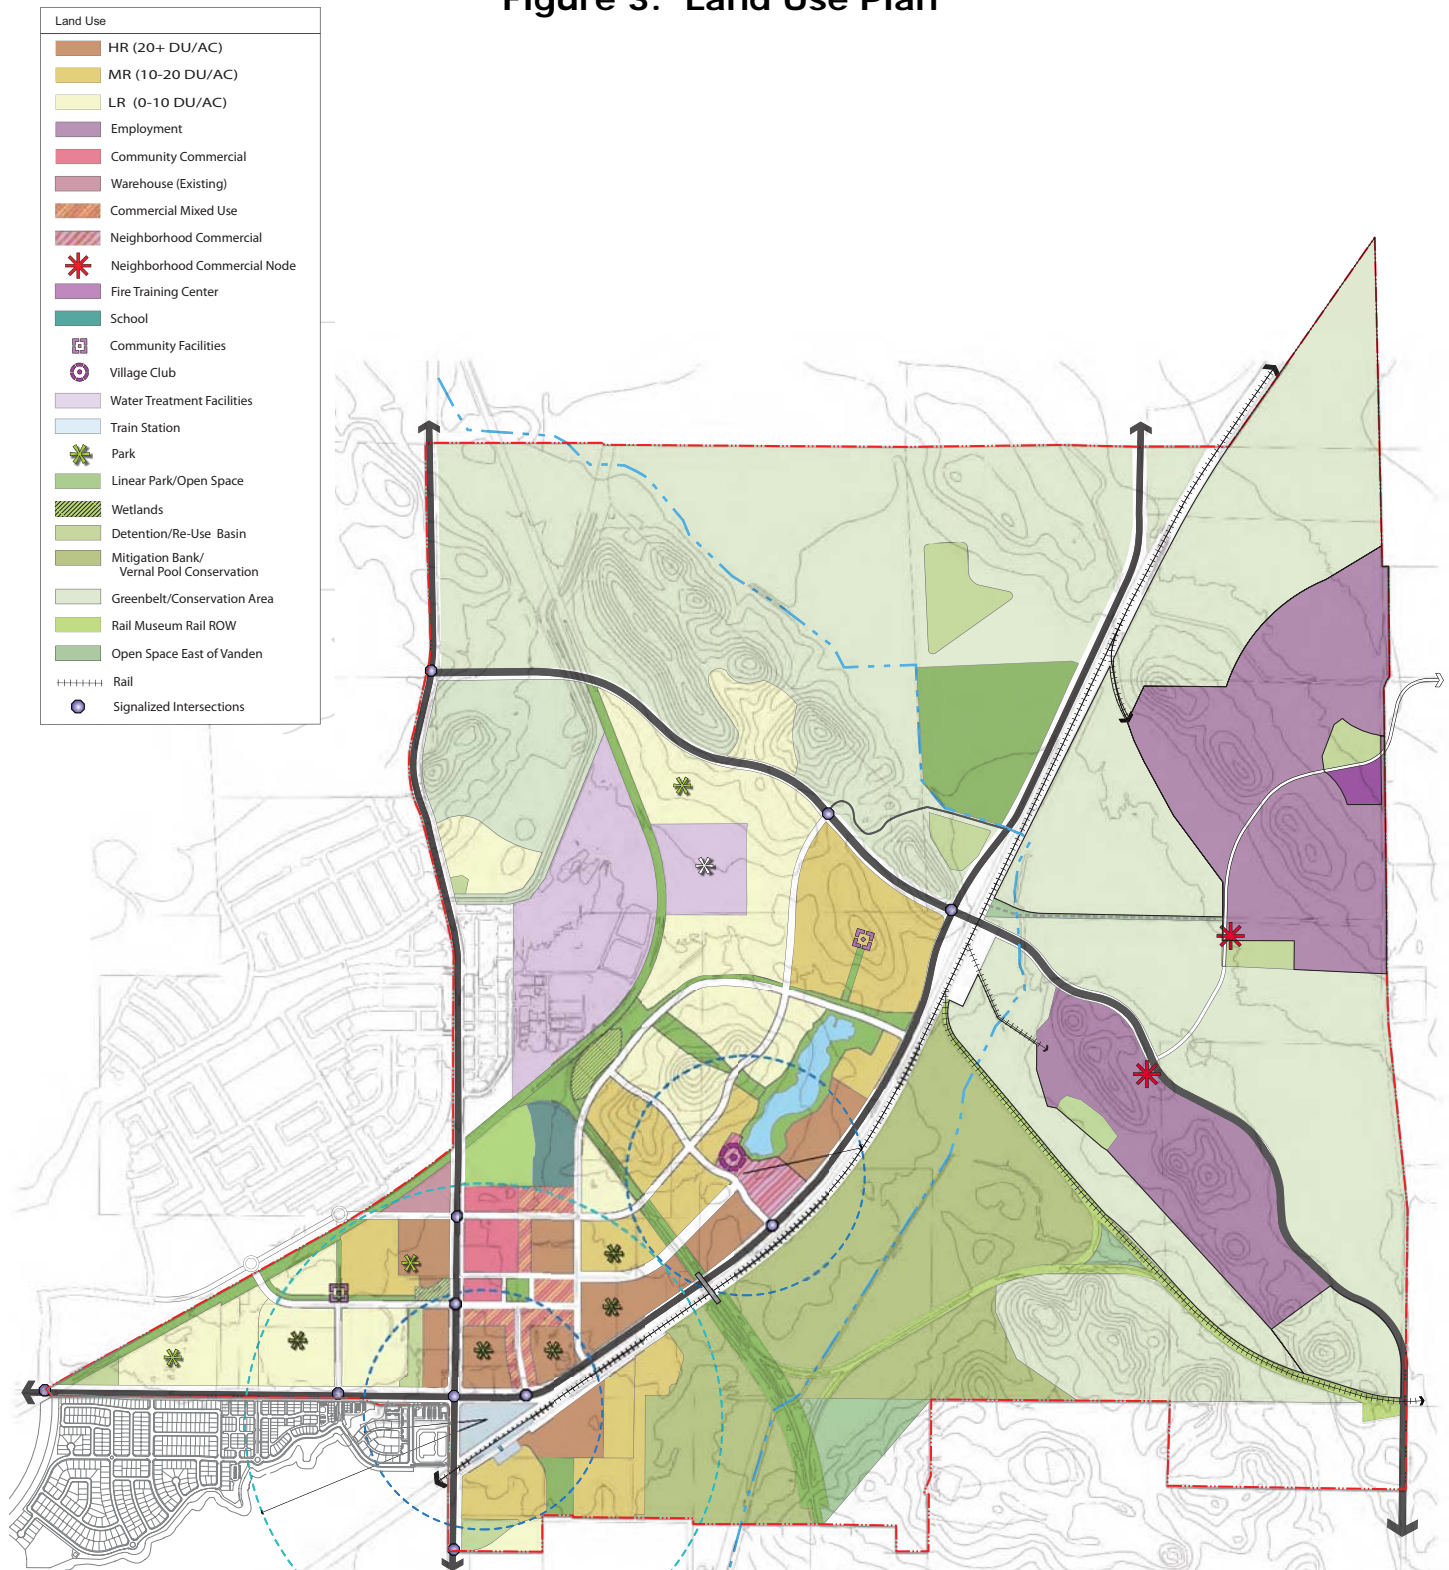 Figure 3: Land Use Plan
Land Use
HR (20+ DU/AC)
MR (10-20 DU/AC)
LR (0-10 DU/AC)
Employment
Community Commercial
Warehouse (Existing)
Commercial Mixed Use
Neighborhood Commercial
Neighborhood Commercial Node
Fire Training Center
School
Community Facilities
Village Club
Water Treatment Facilities
Train Station
Park
Linear Park/Open Space
Wetlands
Detention/Re-Use Basin
Mitigation Bank/
Vernal Pool Conservation
Greenbelt/Conservation Area
Rail Museum Rail ROW
Open Space East of Vanden
Rail
Signalized Intersections